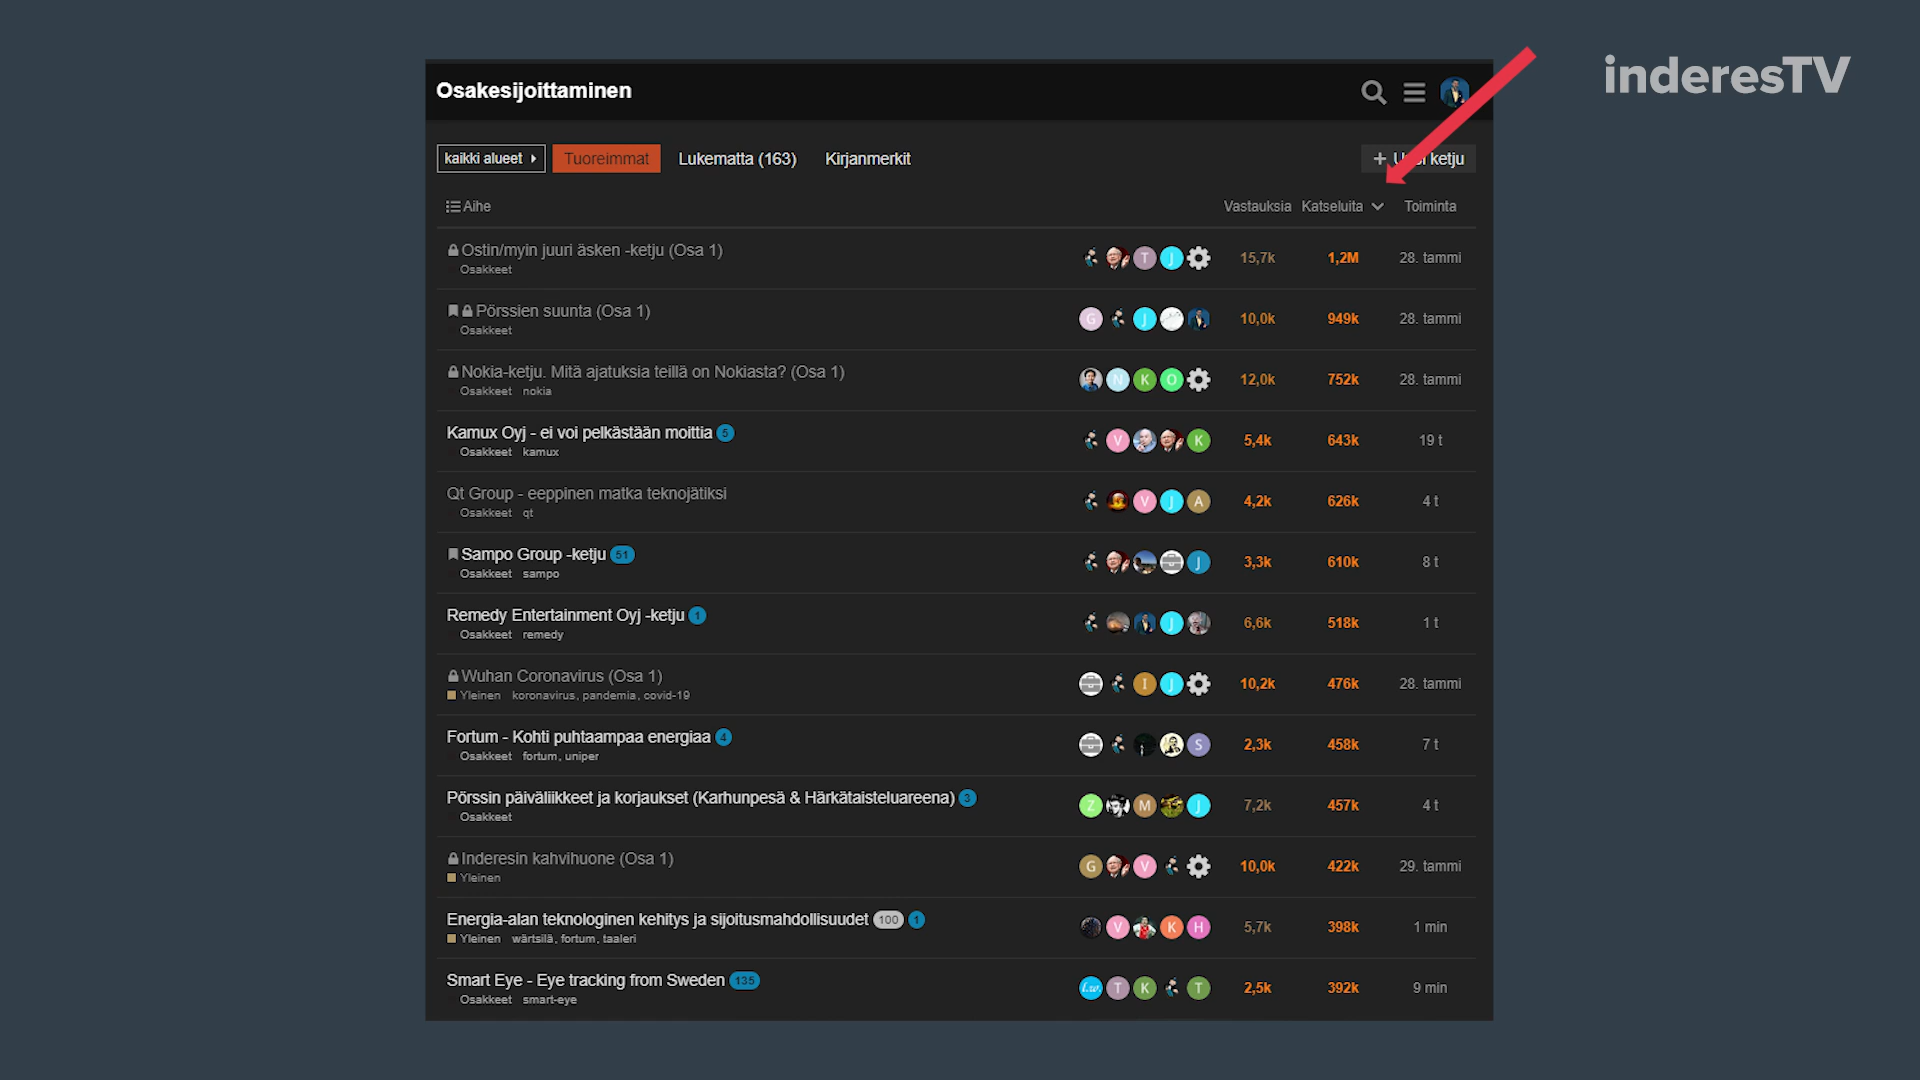 inderesTV
Osakesijoittaminen
kaikki alueet Tuoreimmat Lukematta (163) Kirjanmerkit + Uusi ketju
Aihe Vastauksia Katseluita Toiminta
Ostin/myin juuri äsken -ketju (Osa 1) T J 15,7k 1,2M 28. tammi
Osakkeet
Pörssien suunta (Osa 1) G J 10,0k 949k 28. tammi
Osakkeet
Nokia-ketju. Mitä ajatuksia teillä on Nokiasta? (Osa 1) N K O 12,0k 752k 28. tammi
Osakkeet nokia
Kamux Oyj - ei voi pelkästään moittia 5 V K 5,4k 643k 19 t
Osakkeet kamux
Qt Group - eeppinen matka teknojätiksi V J A 4,2k 626k 4 t
Osakkeet qt
Sampo Group -ketju 51 J 3,3k 610k 8 t
Osakkeet sampo
Remedy Entertainment Oyj -ketju 1 J 6,6k 518k 1 t
Osakkeet remedy
Wuhan Coronavirus (Osa 1) I J 10,2k 476k 28. tammi
Yleinen koronavirus, pandemia, covid-19
Fortum - Kohti puhtaampaa energiaa 4 S 2,3k 458k 7 t
Osakkeet fortum, uniper
Pörssin päiväliikkeet ja korjaukset (Karhunpesä & Härkätaisteluareena) 3 Z M J 7,2k 457k 4 t
Osakkeet
Inderesin kahvihuone (Osa 1) G V 10,0k 422k 29. tammi
Yleinen
Energia-alan teknologinen kehitys ja sijoitusmahdollisuudet 100 1 V K H 5,7k 398k 1 min
Yleinen wärtsilä, fortum, taaleri
Smart Eye - Eye tracking from Sweden 135 T K T 2,5k 392k 9 min
Osakkeet smart-eye